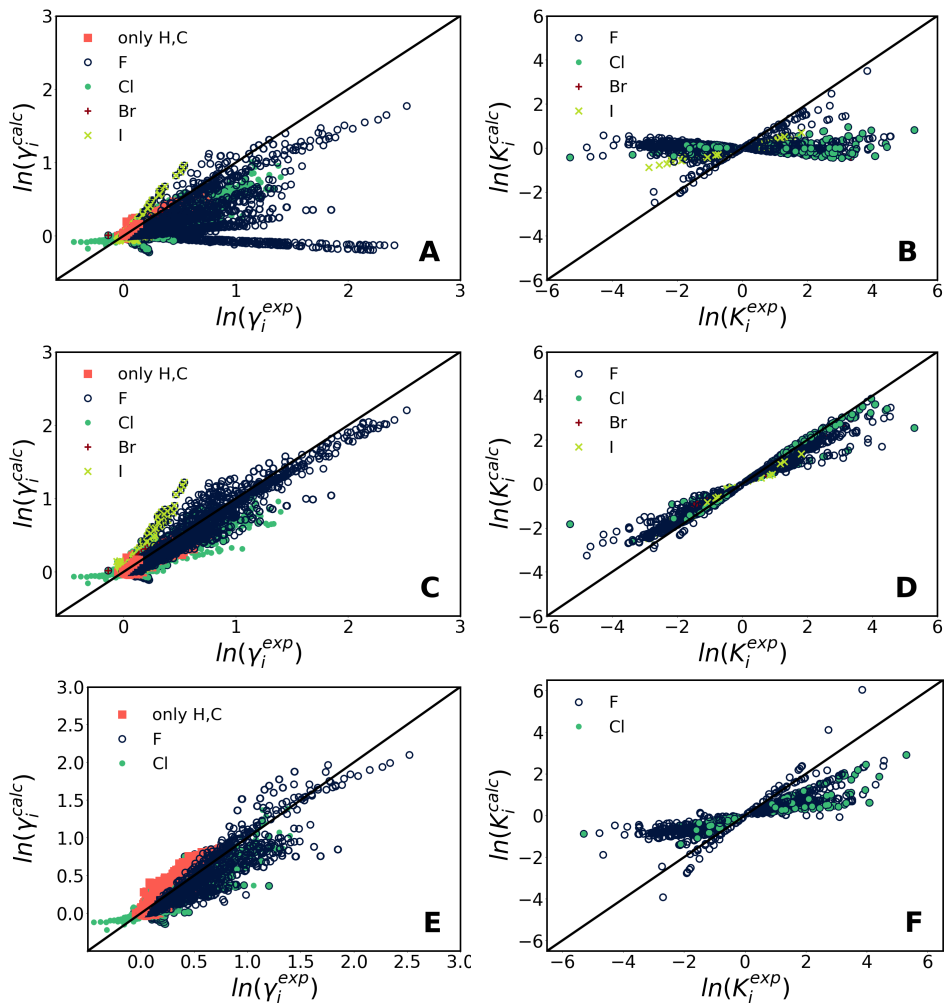 3
2
1
0
ln(γ_i^{calc})
only H,C
F
Cl
Br
I
A
0
1
2
3
ln(γ_i^{exp})
6
4
2
0
−2
−4
−6
ln(K_i^{calc})
F
Cl
Br
I
B
−6
−4
−2
0
2
4
6
ln(K_i^{exp})
3
2
1
0
ln(γ_i^{calc})
only H,C
F
Cl
Br
I
C
0
1
2
3
ln(γ_i^{exp})
6
4
2
0
−2
−4
−6
ln(K_i^{calc})
F
Cl
Br
I
D
−6
−4
−2
0
2
4
6
ln(K_i^{exp})
3.0
2.5
2.0
1.5
1.0
0.5
0.0
ln(γ_i^{calc})
only H,C
F
Cl
E
0.0
0.5
1.0
1.5
2.0
2.5
3.0
ln(γ_i^{exp})
6
4
2
0
−2
−4
−6
ln(K_i^{calc})
F
Cl
F
−6
−4
−2
0
2
4
6
ln(K_i^{exp})